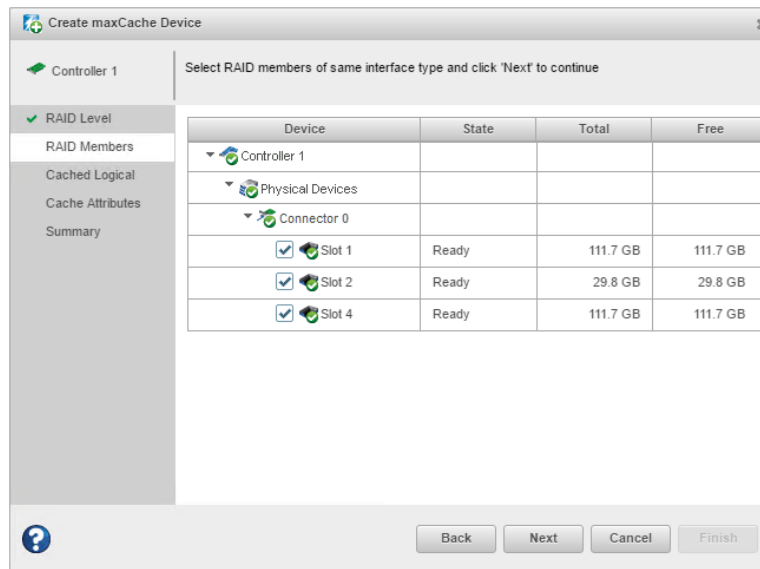 Create maxCache Device
Controller 1
Select RAID members of same interface type and click 'Next' to continue
RAID Level
RAID Members
Cached Logical
Cache Attributes
Summary
Device State Total Free
Controller 1
Physical Devices
Connector 0
Slot 1 Ready 111.7 GB 111.7 GB
Slot 2 Ready 29.8 GB 29.8 GB
Slot 4 Ready 111.7 GB 111.7 GB
? Back Next Cancel Finish